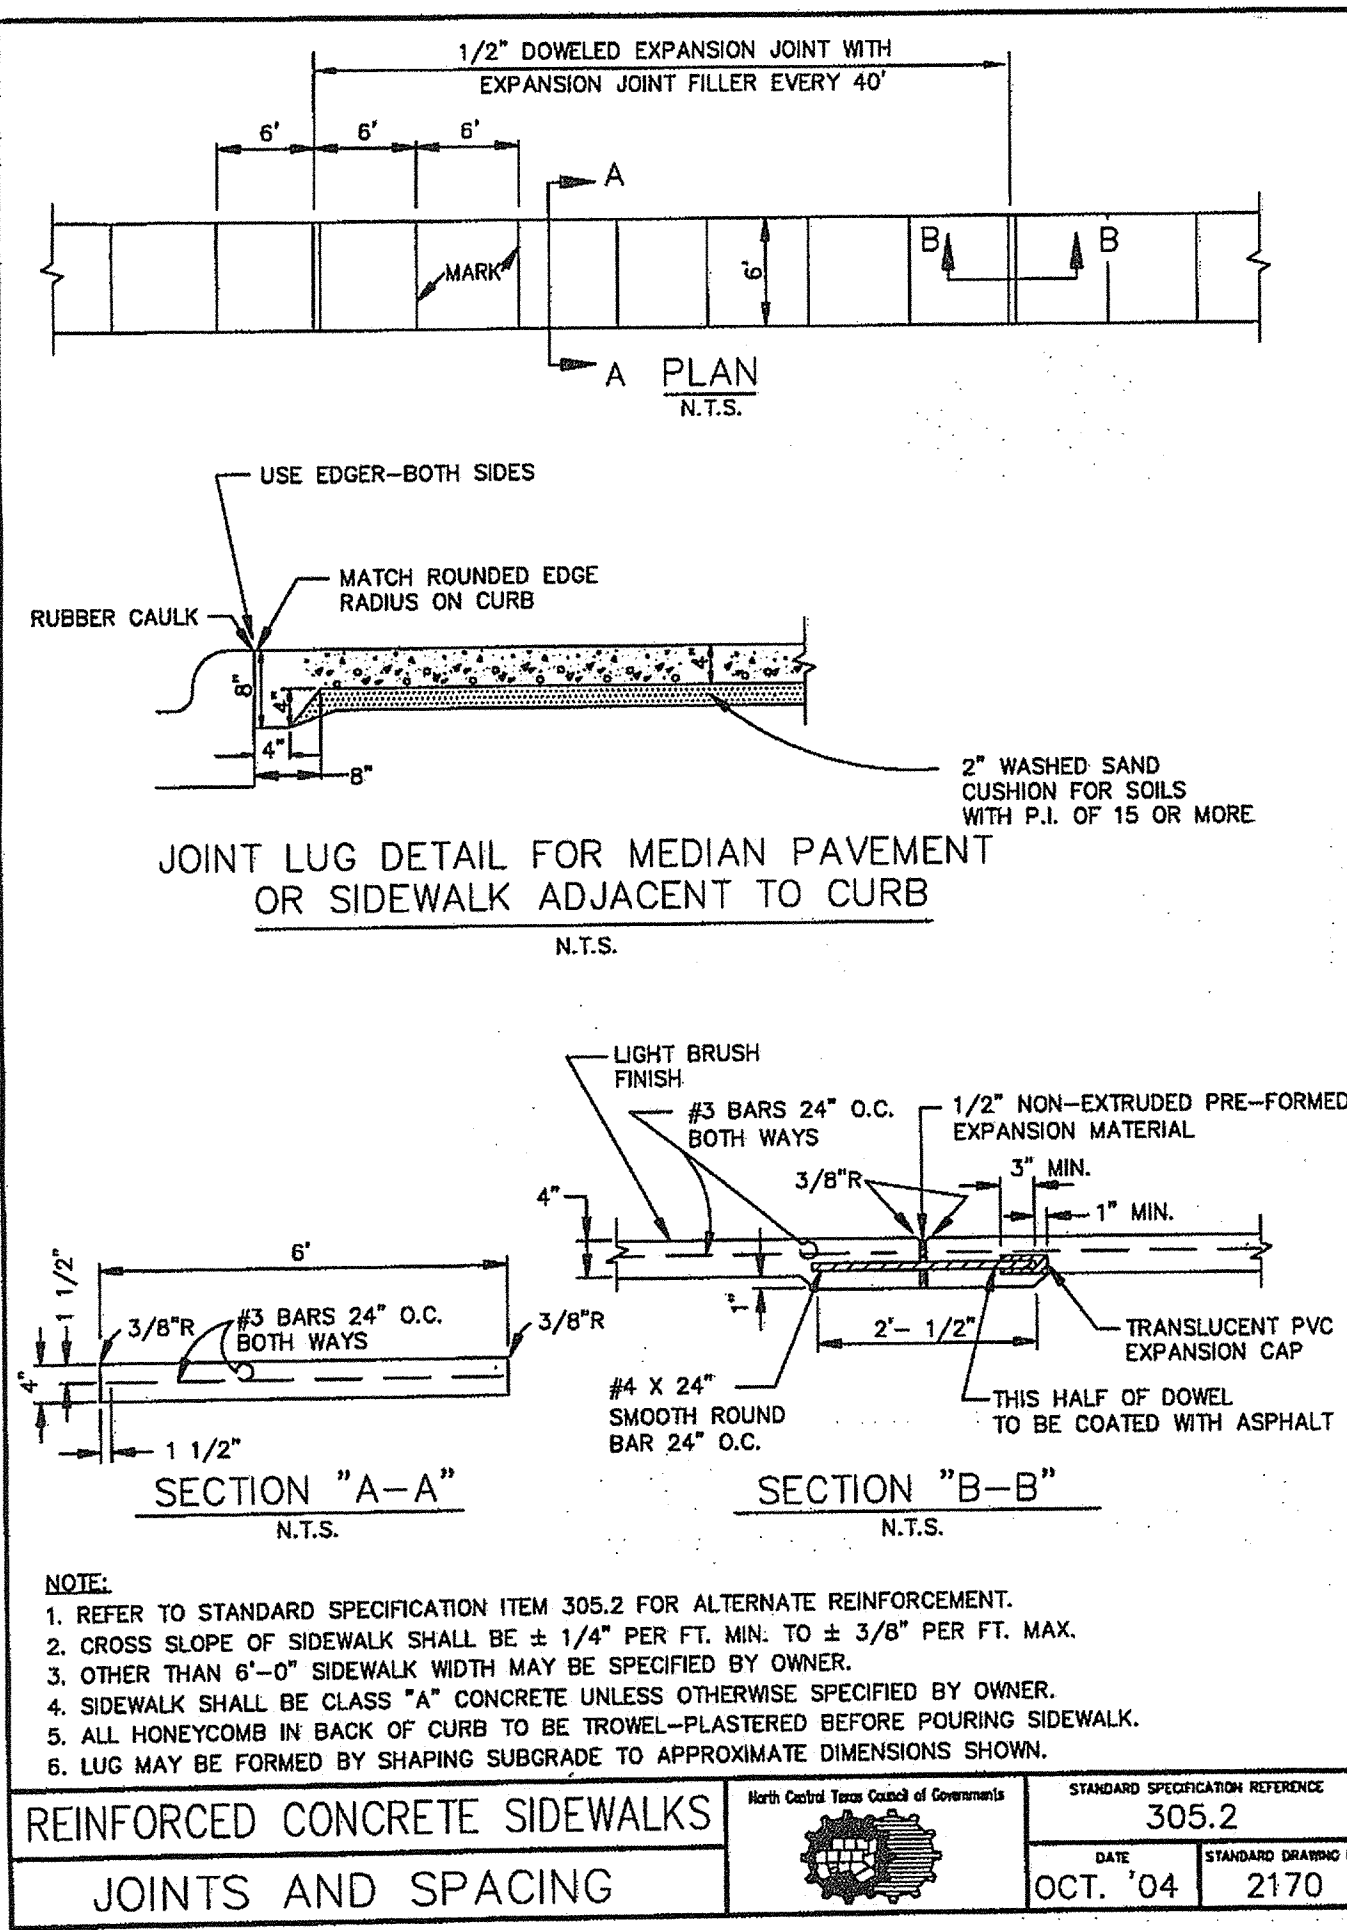 1/2" DOWELED EXPANSION JOINT WITH
EXPANSION JOINT FILLER EVERY 40'
6' 6' 6'
A
MARK
6'
B B
A
PLAN
N.T.S.
USE EDGER-BOTH SIDES
MATCH ROUNDED EDGE
RADIUS ON CURB
RUBBER CAULK
8"
4"
4"
4"
8"
2" WASHED SAND
CUSHION FOR SOILS
WITH P.I. OF 15 OR MORE
JOINT LUG DETAIL FOR MEDIAN PAVEMENT
OR SIDEWALK ADJACENT TO CURB
N.T.S.
6'
1 1/2"
3/8"R
#3 BARS 24" O.C.
BOTH WAYS
3/8"R
4"
1 1/2"
SECTION "A-A"
N.T.S.
LIGHT BRUSH
FINISH
#3 BARS 24" O.C.
BOTH WAYS
1/2" NON-EXTRUDED PRE-FORMED
EXPANSION MATERIAL
3/8"R
3" MIN.
1" MIN.
4"
1"
2'- 1/2"
TRANSLUCENT PVC
EXPANSION CAP
#4 X 24"
SMOOTH ROUND
BAR 24" O.C.
THIS HALF OF DOWEL
TO BE COATED WITH ASPHALT
SECTION "B-B"
N.T.S.
NOTE:
1. REFER TO STANDARD SPECIFICATION ITEM 305.2 FOR ALTERNATE REINFORCEMENT.
2. CROSS SLOPE OF SIDEWALK SHALL BE ± 1/4" PER FT. MIN. TO ± 3/8" PER FT. MAX.
3. OTHER THAN 6'-0" SIDEWALK WIDTH MAY BE SPECIFIED BY OWNER.
4. SIDEWALK SHALL BE CLASS "A" CONCRETE UNLESS OTHERWISE SPECIFIED BY OWNER.
5. ALL HONEYCOMB IN BACK OF CURB TO BE TROWEL-PLASTERED BEFORE POURING SIDEWALK.
6. LUG MAY BE FORMED BY SHAPING SUBGRADE TO APPROXIMATE DIMENSIONS SHOWN.
REINFORCED CONCRETE SIDEWALKS
JOINTS AND SPACING
North Central Texas Council of Governments
STANDARD SPECIFICATION REFERENCE
305.2
DATE
OCT. '04
STANDARD DRAWING
2170